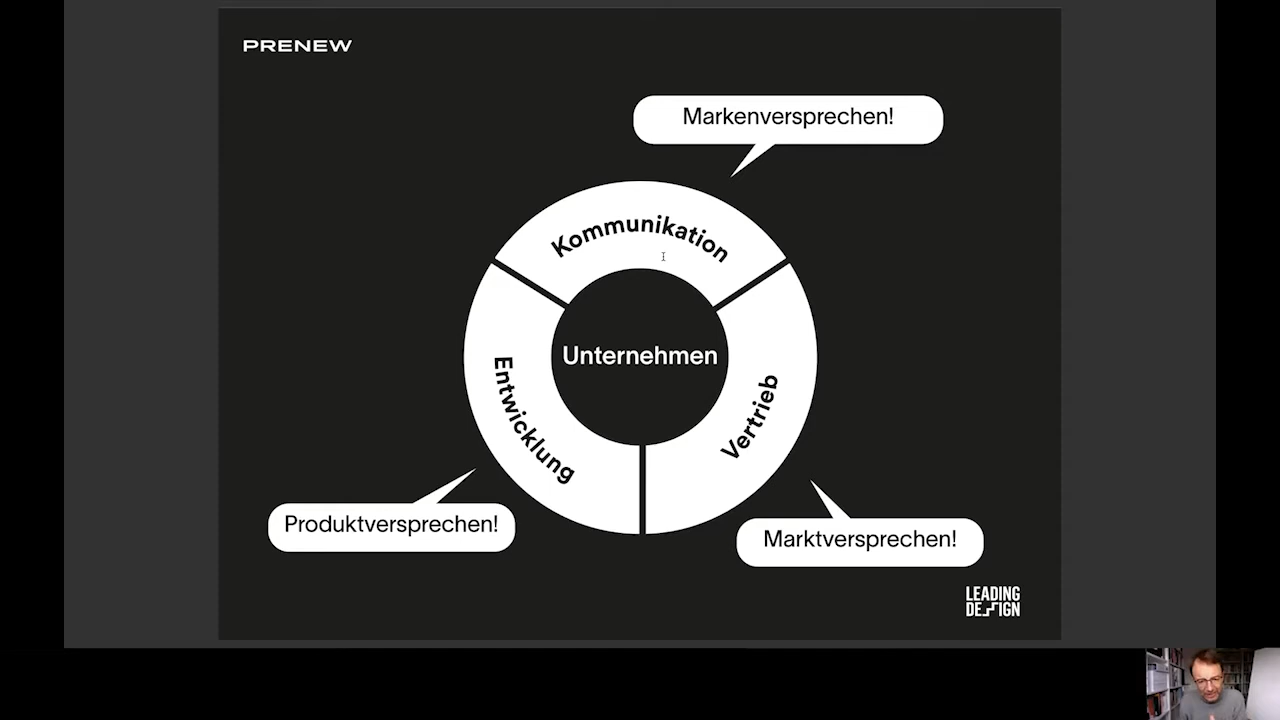 PRENEW
Markenversprechen!
Kommunikation
Unternehmen
Entwicklung
Vertrieb
Produktversprechen!
Marktversprechen!
LEADING
DESIGN